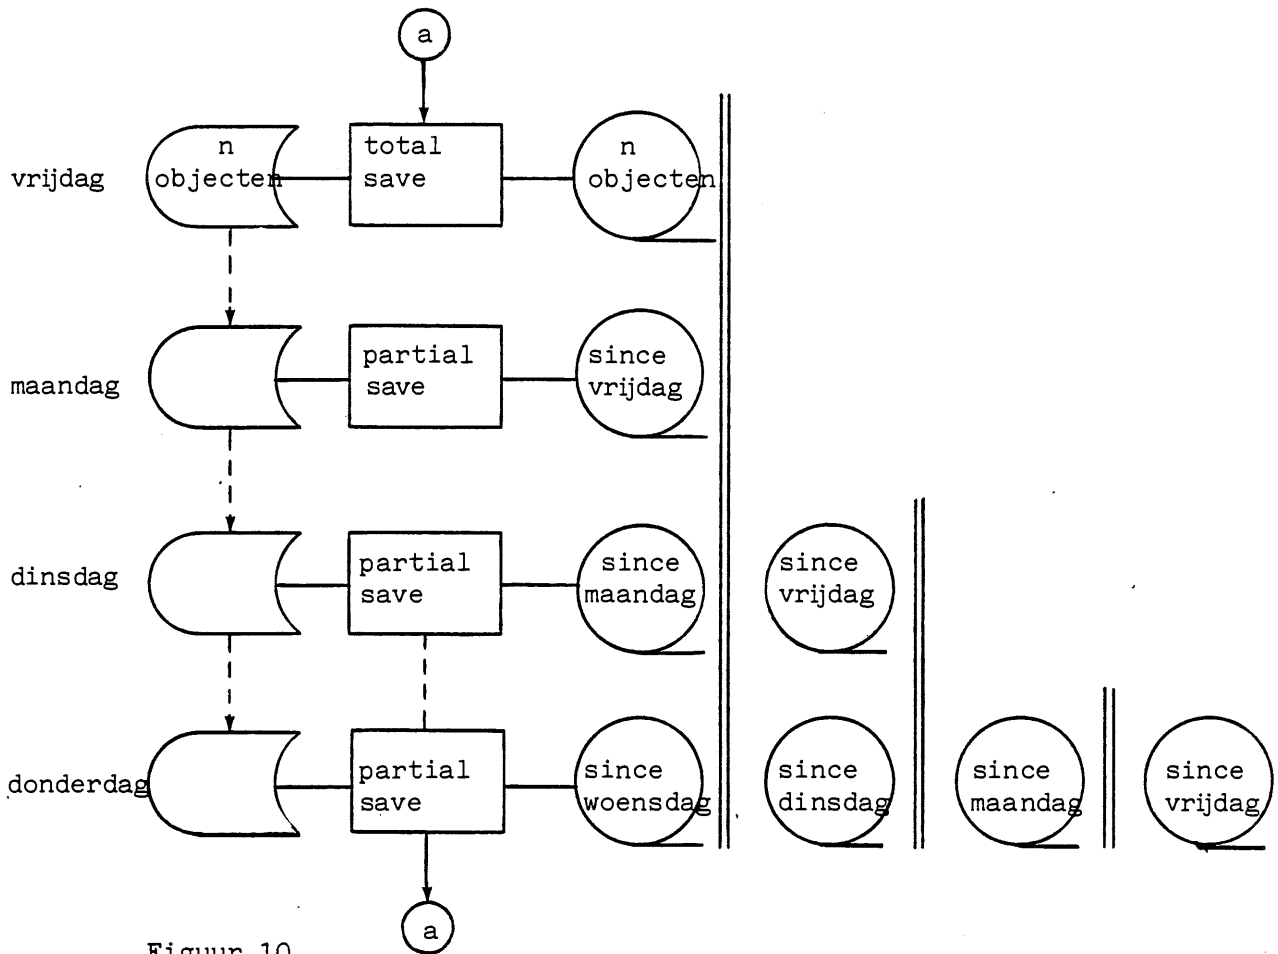 a
n
objecten
total
save
n
objecten
vrijdag
partial
save
since
vrijdag
maandag
partial
save
since
maandag
since
vrijdag
dinsdag
partial
save
since
woensdag
since
dinsdag
since
maandag
since
vrijdag
donderdag
a
Figuur 10